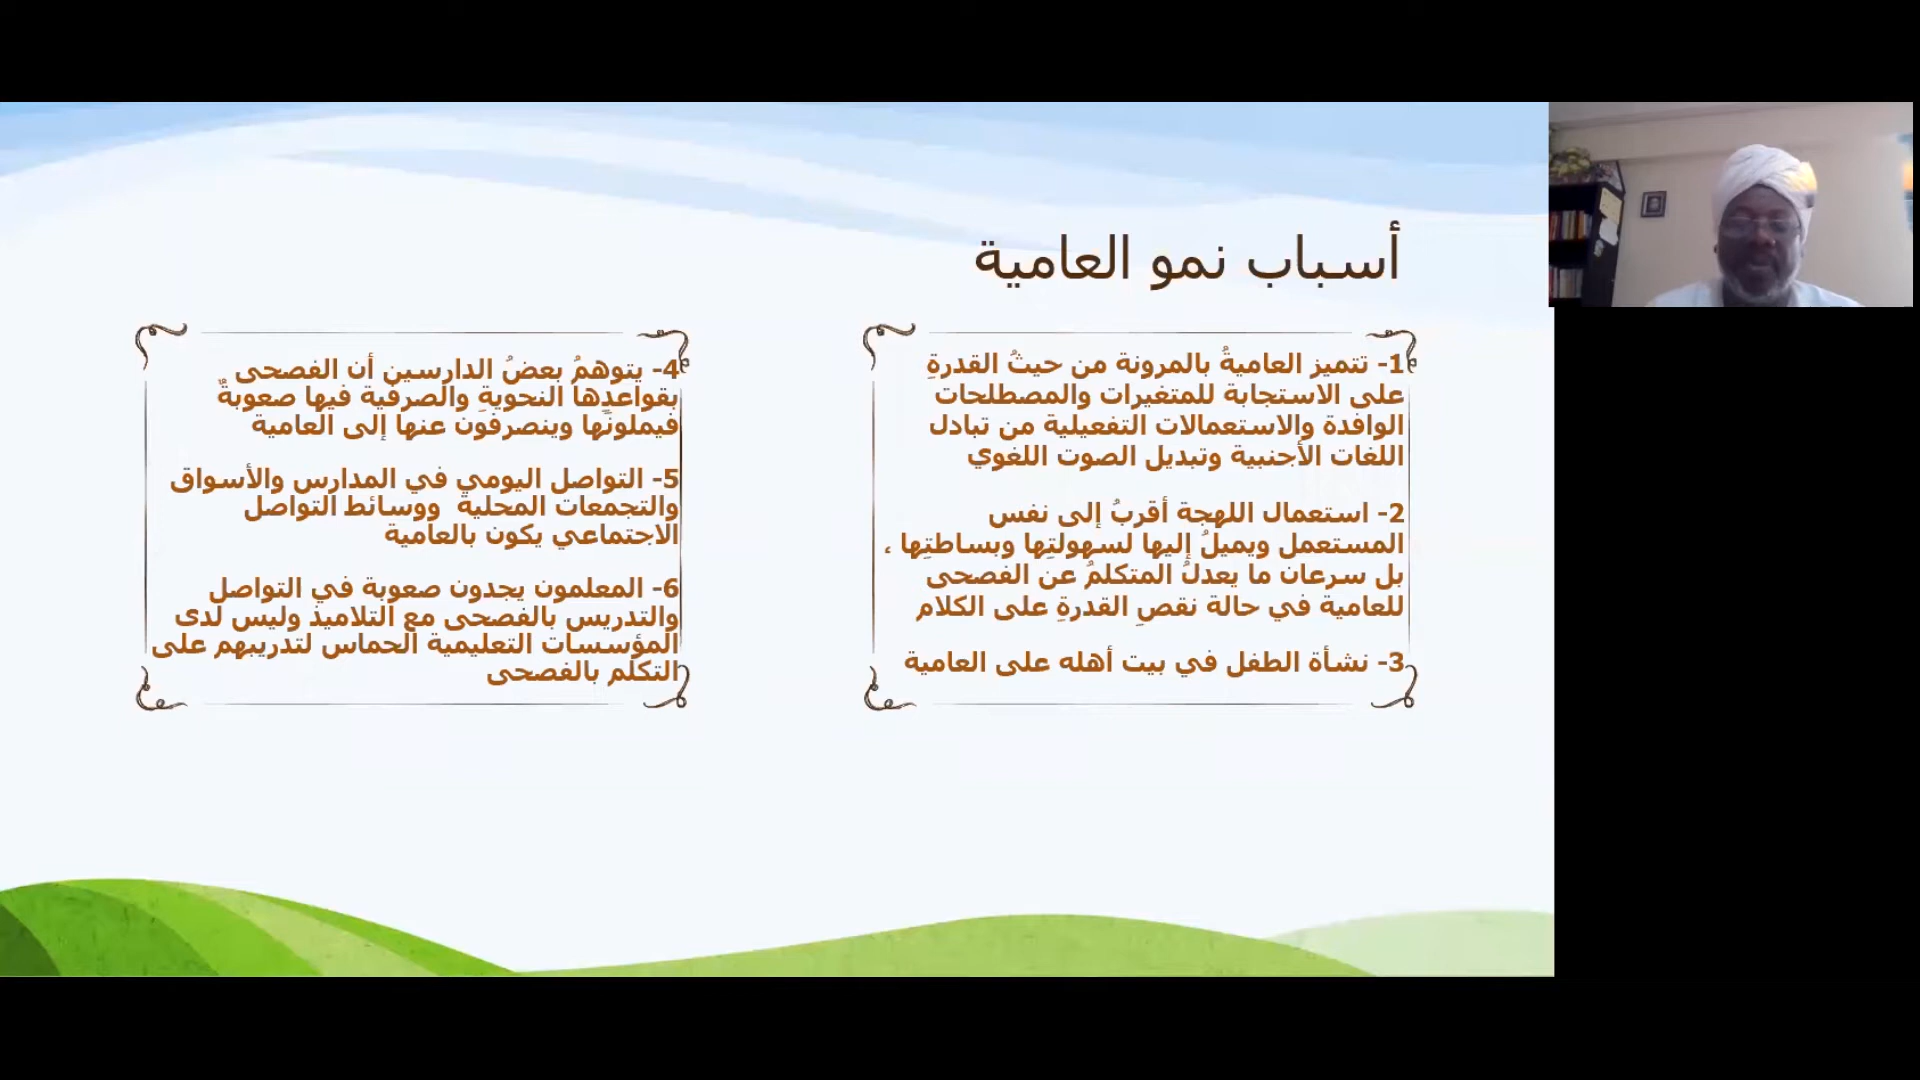 أسباب نمو العامية
1- تتميز العاميةُ بالمرونة من حيثُ القدرةِ
على الاستجابة للمتغيرات والمصطلحات
الوافدة والاستعمالات التفعيلية من تبادل
اللغات الأجنبية وتبديل الصوت اللغوي
2- استعمال اللهجة أقربُ إلى نفس
المستعمل ويميلُ إليها لسهولتِها وبساطتِها ،
بل سرعان ما يعدلُ المتكلمُ عن الفصحى
للعامية في حالة نقصِ القدرةِ على الكلام
3- نشأة الطفل في بيت أهله على العامية
4- يتوهمُ بعضُ الدارسين أن الفصحى
بقواعدِها النحويةِ والصرفية فيها صعوبةٌ
فيملونَها وينصرفون عنها إلى العامية
5- التواصل اليومي في المدارس والأسواق
والتجمعات المحلية ووسائط التواصل
الاجتماعي يكون بالعامية
6- المعلمون يجدون صعوبة في التواصل
والتدريس بالفصحى مع التلاميذ وليس لدى
المؤسسات التعليمية الحماس لتدريبهم على
التكلم بالفصحى